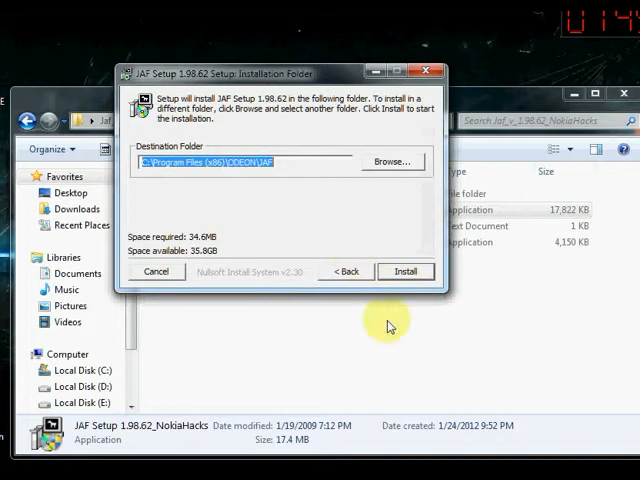 JAF Setup 1.98.62 Setup: Installation Folder
Setup will install JAF Setup 1.98.62 in the following folder. To install in a
different folder, click Browse and select another folder. Click Install to start
the installation.
Destination Folder
C:\Program Files (x86)\ODEON\JAF
Browse...
Space required: 34.6MB
Space available: 35.8GB
Cancel
Nullsoft Install System v2.30
< Back
Install
Search Jaf_v_1.98.62_NokiaHacks
Organize
Favorites
Desktop
Downloads
Recent Places
Libraries
Documents
Music
Pictures
Videos
Computer
Local Disk (C:)
Local Disk (D:)
Local Disk (E:)
Size
File folder
Application 17,822 KB
Text Document 1 KB
Application 4,150 KB
JAF Setup 1.98.62_NokiaHacks Date modified: 1/19/2009 7:12 PM Date created: 1/24/2012 9:52 PM
Application Size: 17.4 MB